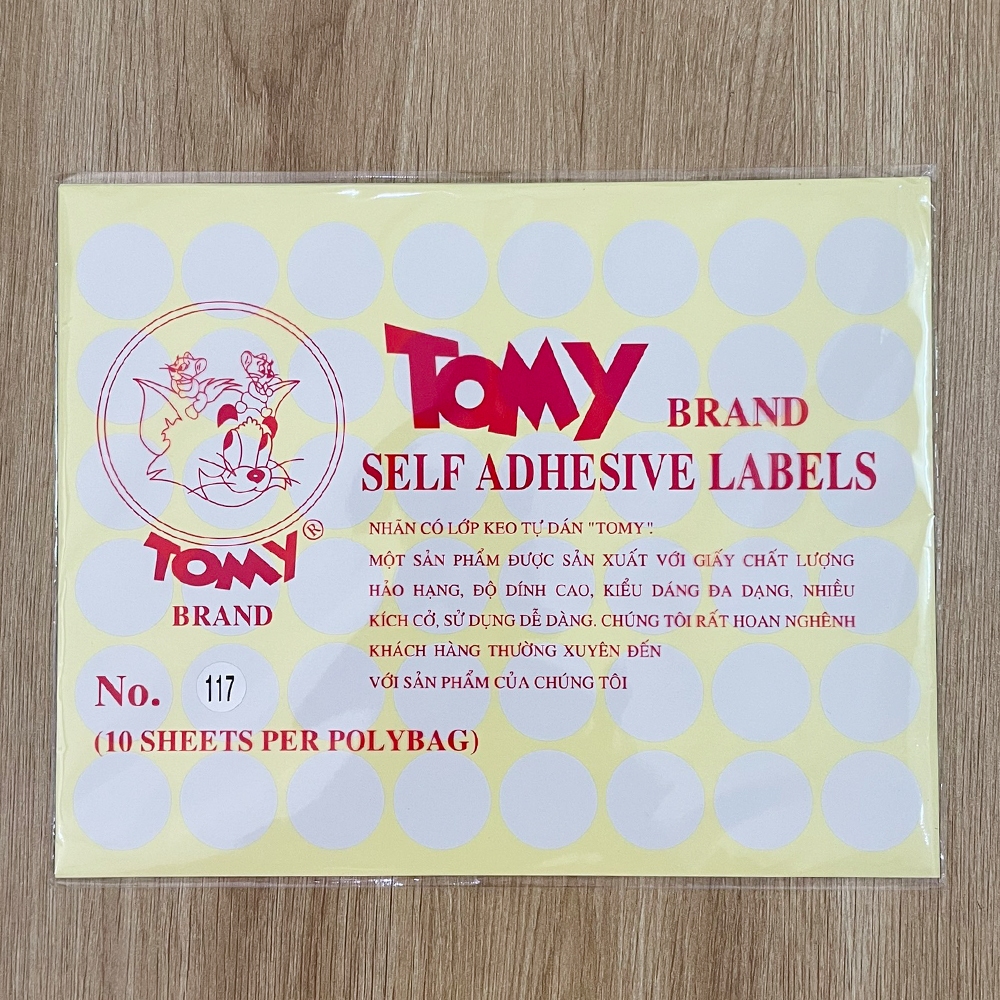 TOMY BRAND
SELF ADHESIVE LABELS
NHÃN CÓ LỚP KEO TỰ DÁN "TOMY".
MỘT SẢN PHẨM ĐƯỢC SẢN XUẤT VỚI GIẤY CHẤT LƯỢNG
HẢO HẠNG, ĐỘ DÍNH CAO, KIỂU DÁNG ĐA DẠNG, NHIỀU
KÍCH CỞ, SỬ DỤNG DỄ DÀNG. CHÚNG TÔI RẤT HOAN NGHÊNH
KHÁCH HÀNG THƯỜNG XUYÊN ĐẾN
VỚI SẢN PHẨM CỦA CHÚNG TÔI
TOMY ®
BRAND
No. 117
(10 SHEETS PER POLYBAG)